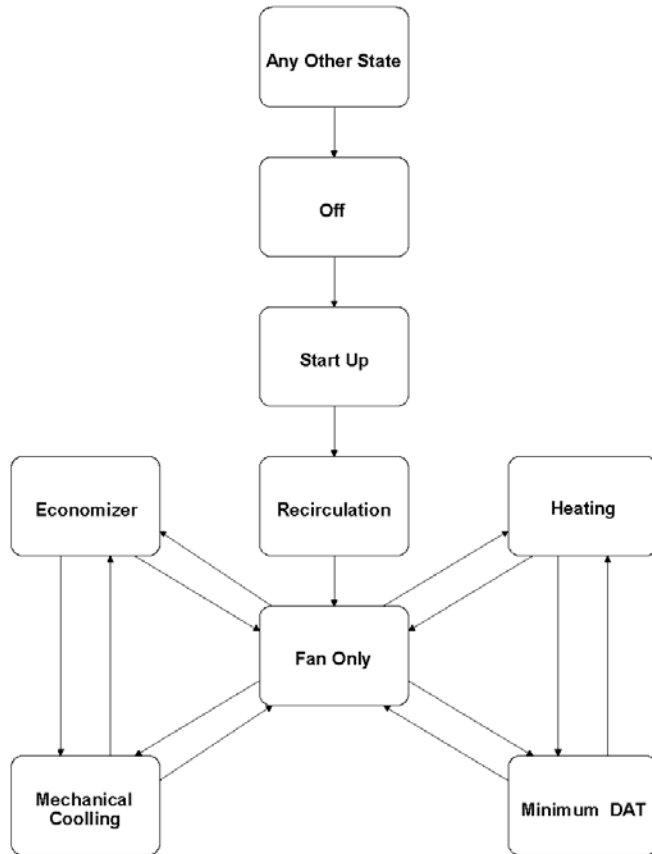 Any Other State
Off
Start Up
Economizer
Recirculation
Heating
Fan Only
Mechanical
Coolling
Minimum DAT